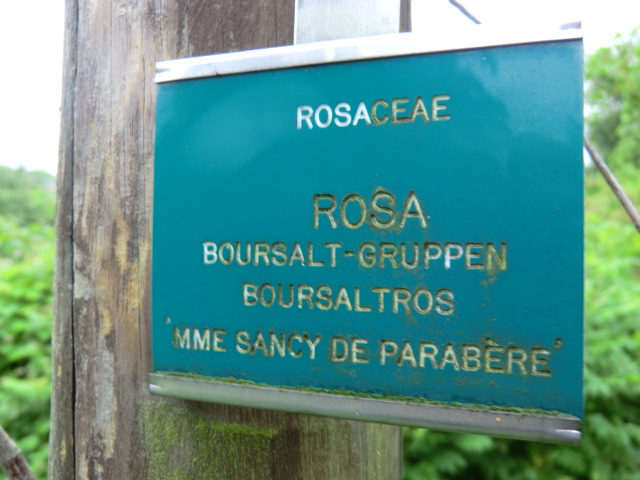 ROSACEAE
ROSA
BOURSALT-GRUPPEN
BOURSALTROS
'MME SANCY DE PARABÈRE'